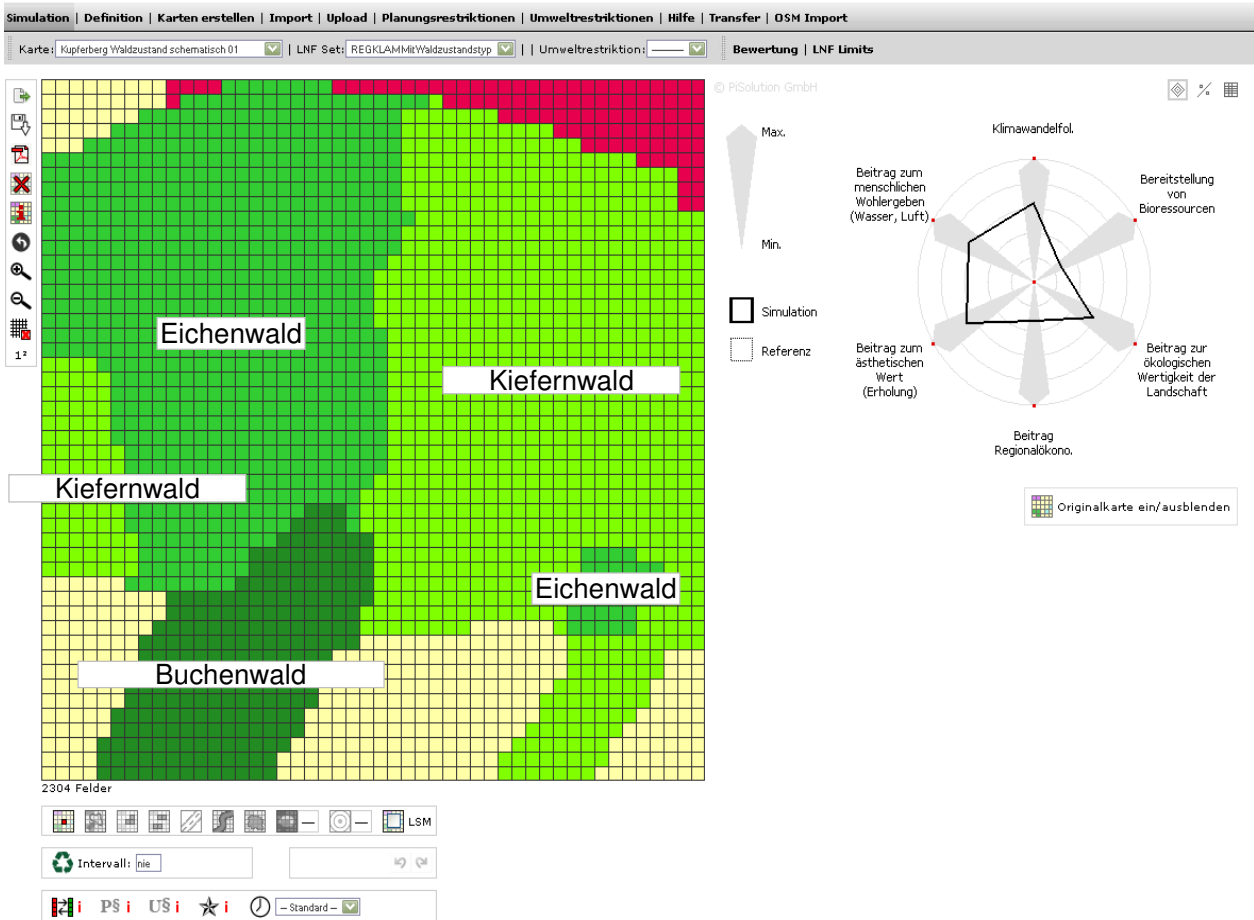 Simulation | Definition | Karten erstellen | Import | Upload | Planungsrestriktionen | Umweltrestriktionen | Hilfe | Transfer | OSM Import
Karte: Kupferberg Waldzustand schematisch 01 | LNF Set: REGKLAMMitWaldzustandstyp | | Umweltrestriktion: ——— Bewertung | LNF Limits
© PiSolution GmbH
Max.
Min.
Simulation
Referenz
Klimawandelfol.
Bereitstellung
von
Bioressourcen
Beitrag zur
ökologischen
Wertigkeit der
Landschaft
Beitrag
Regionalökono.
Beitrag zum
ästhetischen
Wert
(Erholung)
Beitrag zum
menschlichen
Wohlergeben
(Wasser, Luft)
Originalkarte ein/ausblenden
1²
Eichenwald
Kiefernwald
Kiefernwald
Eichenwald
Buchenwald
2304 Felder
— — LSM
Intervall: nie
i P§ i U§ i i – Standard –